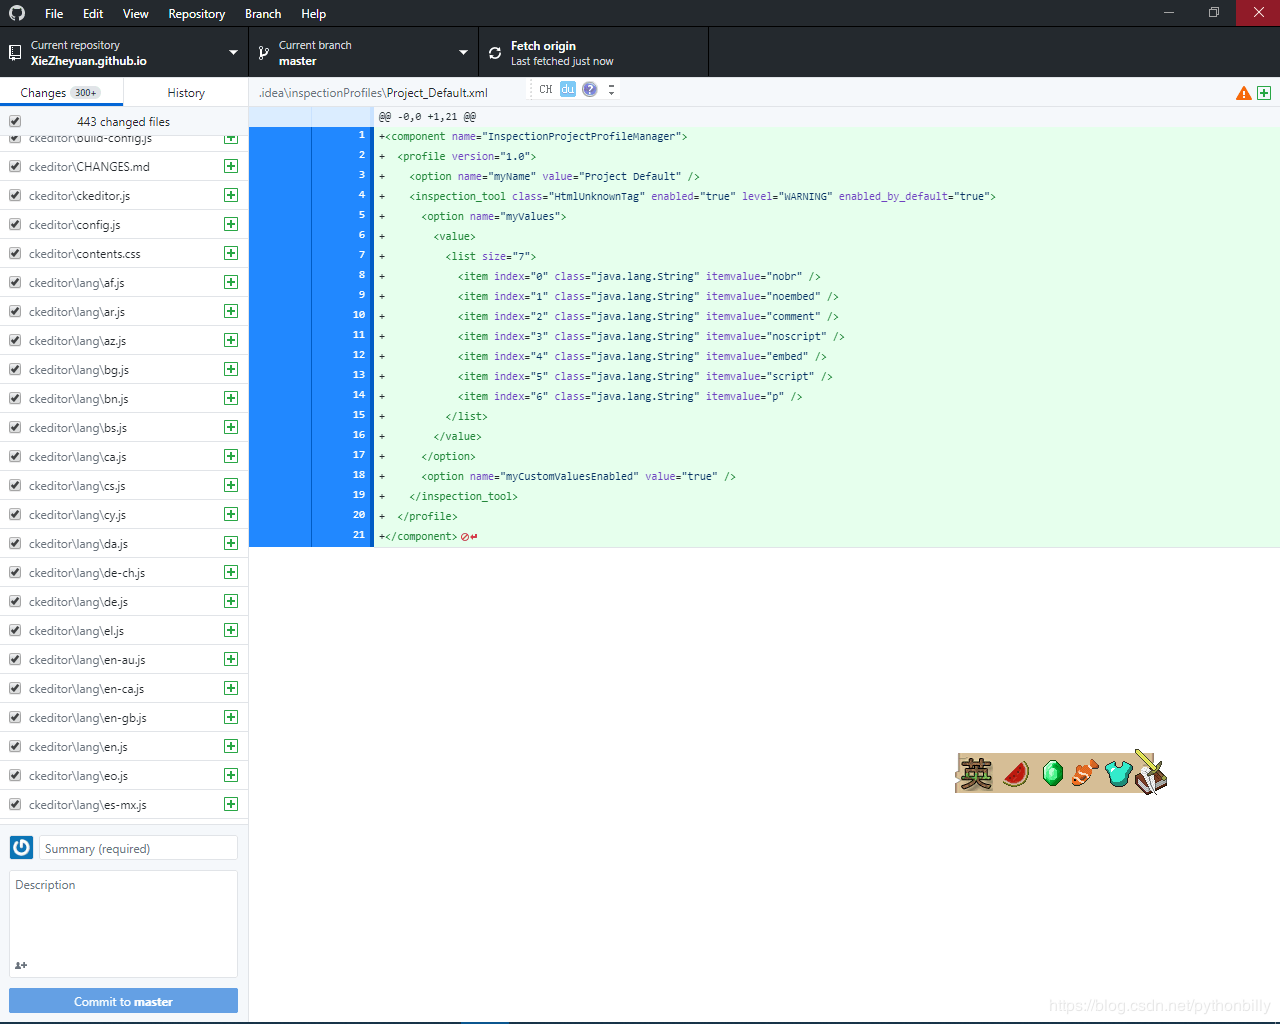 File Edit View Repository Branch Help
Current repository
XieZheyuan.github.io
Current branch
master
Fetch origin
Last fetched just now
Changes 300+ History
.idea\inspectionProfiles\Project_Default.xml
CH du ?
443 changed files
ckeditor\build-config.js
ckeditor\CHANGES.md
ckeditor\ckeditor.js
ckeditor\config.js
ckeditor\contents.css
ckeditor\lang\af.js
ckeditor\lang\ar.js
ckeditor\lang\az.js
ckeditor\lang\bg.js
ckeditor\lang\bn.js
ckeditor\lang\bs.js
ckeditor\lang\ca.js
ckeditor\lang\cs.js
ckeditor\lang\cy.js
ckeditor\lang\da.js
ckeditor\lang\de-ch.js
ckeditor\lang\de.js
ckeditor\lang\el.js
ckeditor\lang\en-au.js
ckeditor\lang\en-ca.js
ckeditor\lang\en-gb.js
ckeditor\lang\en.js
ckeditor\lang\eo.js
ckeditor\lang\es-mx.js
Summary (required)
Description
Commit to master
@@ -0,0 +1,21 @@
1 +<component name="InspectionProjectProfileManager">
2 +  <profile version="1.0">
3 +    <option name="myName" value="Project Default" />
4 +    <inspection_tool class="HtmlUnknownTag" enabled="true" level="WARNING" enabled_by_default="true">
5 +      <option name="myValues">
6 +        <value>
7 +          <list size="7">
8 +            <item index="0" class="java.lang.String" itemvalue="nobr" />
9 +            <item index="1" class="java.lang.String" itemvalue="noembed" />
10 +            <item index="2" class="java.lang.String" itemvalue="comment" />
11 +            <item index="3" class="java.lang.String" itemvalue="noscript" />
12 +            <item index="4" class="java.lang.String" itemvalue="embed" />
13 +            <item index="5" class="java.lang.String" itemvalue="script" />
14 +            <item index="6" class="java.lang.String" itemvalue="p" />
15 +          </list>
16 +        </value>
17 +      </option>
18 +      <option name="myCustomValuesEnabled" value="true" />
19 +    </inspection_tool>
20 +  </profile>
21 +</component>
英
https://blog.csdn.net/pythonbilly